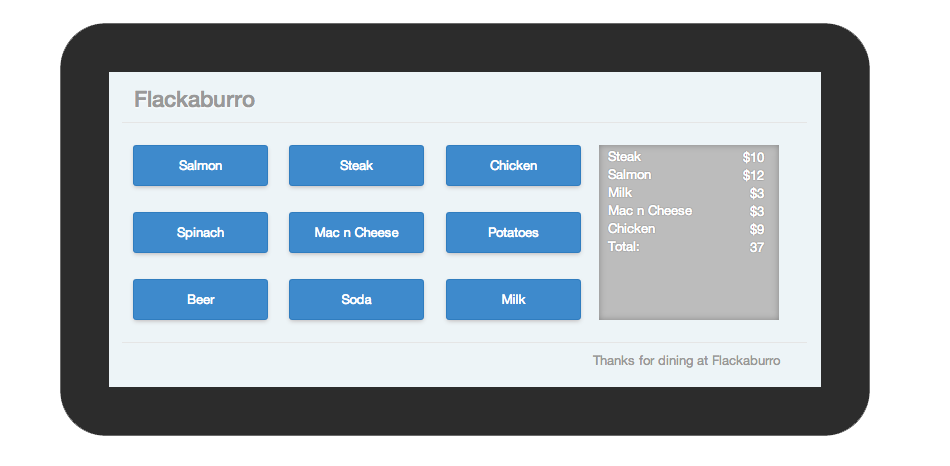 Flackaburro
Salmon Steak Chicken
Spinach Mac n Cheese Potatoes
Beer Soda Milk
Steak $10
Salmon $12
Milk $3
Mac n Cheese $3
Chicken $9
Total: 37
Thanks for dining at Flackaburro